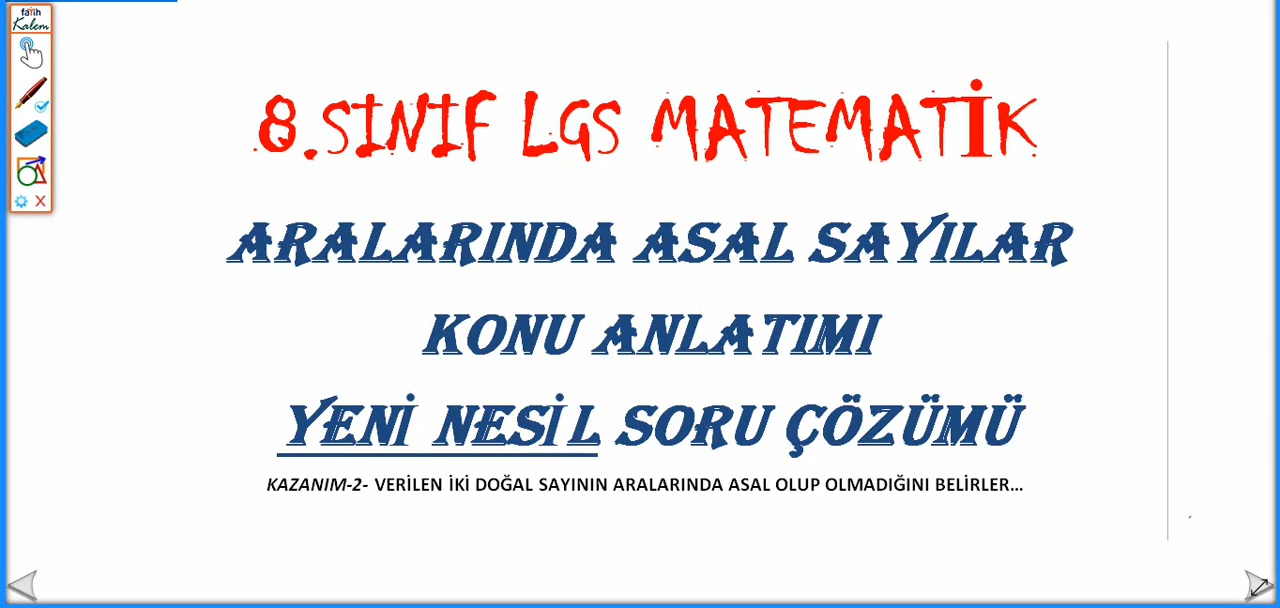 fatih
Kalem
8.SINIF LGS MATEMATİK
ARALARINDA ASAL SAYILAR
KONU ANLATIMI
YENİ NESİL SORU ÇÖZÜMÜ
KAZANIM-2- VERİLEN İKİ DOĞAL SAYININ ARALARINDA ASAL OLUP OLMADIĞINI BELİRLER...